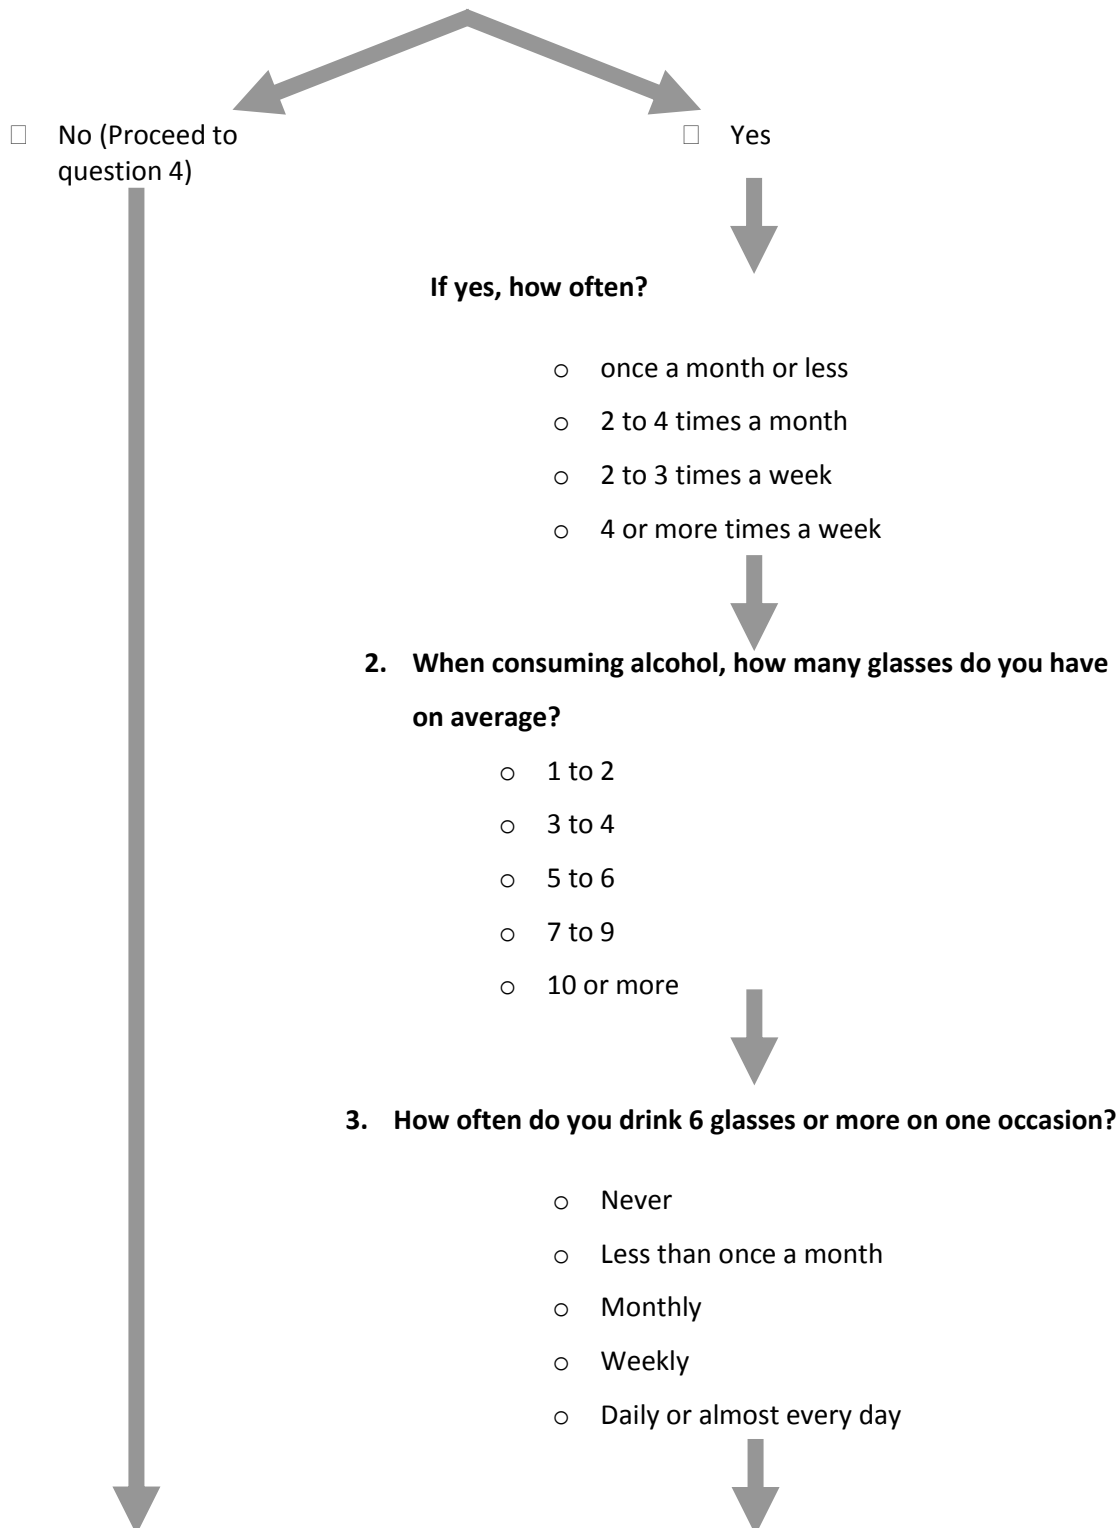 ☐ No (Proceed to
question 4)
☐ Yes
If yes, how often?
o once a month or less
o 2 to 4 times a month
o 2 to 3 times a week
o 4 or more times a week
2. When consuming alcohol, how many glasses do you have
on average?
o 1 to 2
o 3 to 4
o 5 to 6
o 7 to 9
o 10 or more
3. How often do you drink 6 glasses or more on one occasion?
o Never
o Less than once a month
o Monthly
o Weekly
o Daily or almost every day